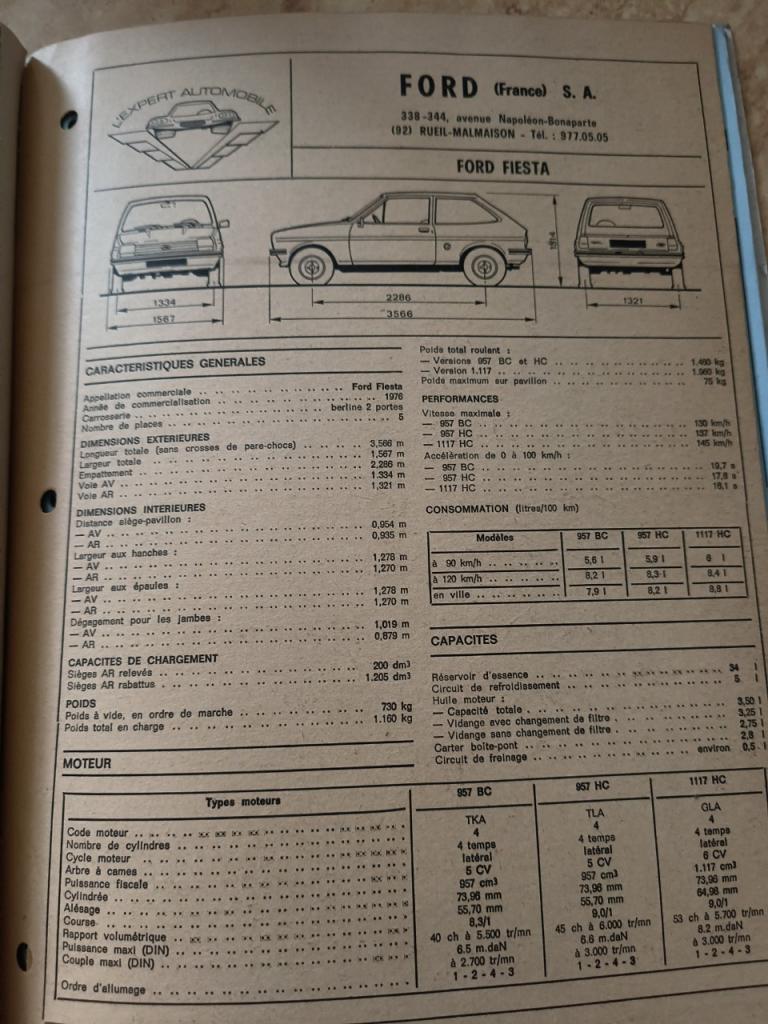 L'EXPERT AUTOMOBILE
FORD (France) S. A.
338-344, avenue Napoléon-Bonaparte
(92) RUEIL-MALMAISON - Tél. : 977.05.05
FORD FIESTA
1334
1567
2286
3566
1314
1321
CARACTERISTIQUES GENERALES
Appellation commerciale .. Ford Fiesta
Année de commercialisation .. 1976
Carrosserie .. berline 2 portes
Nombre de places .. 5
DIMENSIONS EXTERIEURES
Longueur totale (sans crosses de pare-chocs) .. 3,566 m
Largeur totale .. 1,567 m
Empattement .. 2,286 m
Voie AV .. 1.334 m
Voie AR .. 1,321 m
DIMENSIONS INTERIEURES
Distance siège-pavillon :
— AV .. 0,954 m
— AR .. 0,935 m
Largeur aux hanches :
— AV .. 1,278 m
— AR .. 1,270 m
Largeur aux épaules :
— AV .. 1,278 m
— AR .. 1,270 m
Dégagement pour les jambes :
— AV .. 1,019 m
— AR .. 0,879 m
CAPACITES DE CHARGEMENT
Sièges AR relevés .. 200 dm³
Sièges AR rabattus .. 1.205 dm³
POIDS
Poids à vide, en ordre de marche .. 730 kg
Poids total en charge .. 1.160 kg
Poids total roulant :
— Versions 957 BC et HC .. kg
— Version 1.117 .. kg
Poids maximum sur pavillon .. 75 kg
PERFORMANCES
Vitesse maximale :
— 957 BC .. 130 km/h
— 957 HC .. 137 km/h
— 1117 HC .. 145 km/h
Accélération de 0 à 100 km/h :
— 957 BC .. 19,7 s
— 957 HC .. 17,8 s
— 1117 HC .. s
CONSOMMATION (litres/100 km)
Modèles 957 BC 957 HC 1117 HC
à 90 km/h .. 5,6 l 5,9 l 6 l
à 120 km/h .. 8,2 l 8,3 l 8,4 l
en ville .. 7,9 l 8,2 l 8,8 l
CAPACITES
Réservoir d'essence .. 34 l
Circuit de refroidissement .. 5 l
Huile moteur :
— Capacité totale .. 3,50 l
— Vidange avec changement de filtre .. 3,25 l
— Vidange sans changement de filtre .. 2,75 l
Carter boîte-pont .. 2,8 l
Circuit de freinage .. environ 0,5 l
MOTEUR
Types moteurs 957 BC 957 HC 1117 HC
Code moteur .. TKA TLA GLA
Nombre de cylindres .. 4 4 4
Cycle moteur .. 4 temps 4 temps 4 temps
Arbre à cames .. latéral latéral latéral
Puissance fiscale .. 5 CV 5 CV 6 CV
Cylindrée .. 957 cm³ 957 cm³ 1.117 cm³
Alésage .. 73,96 mm 73,96 mm 73,96 mm
Course .. 55,70 mm 55,70 mm 64,98 mm
Rapport volumétrique .. 8,3/1 9,0/1 9,0/1
Puissance maxi (DIN) .. 40 ch à 5.500 tr/mn 45 ch à 6.000 tr/mn 53 ch à 5.700 tr/mn
Couple maxi (DIN) .. 6.5 m.daN 6.6 m.daN 8.2 m.daN
à 2.700 tr/mn à 3.000 tr/mn à 3.000 tr/mn
Ordre d'allumage .. 1 - 2 - 4 - 3 1 - 2 - 4 - 3 1 - 2 - 4 - 3